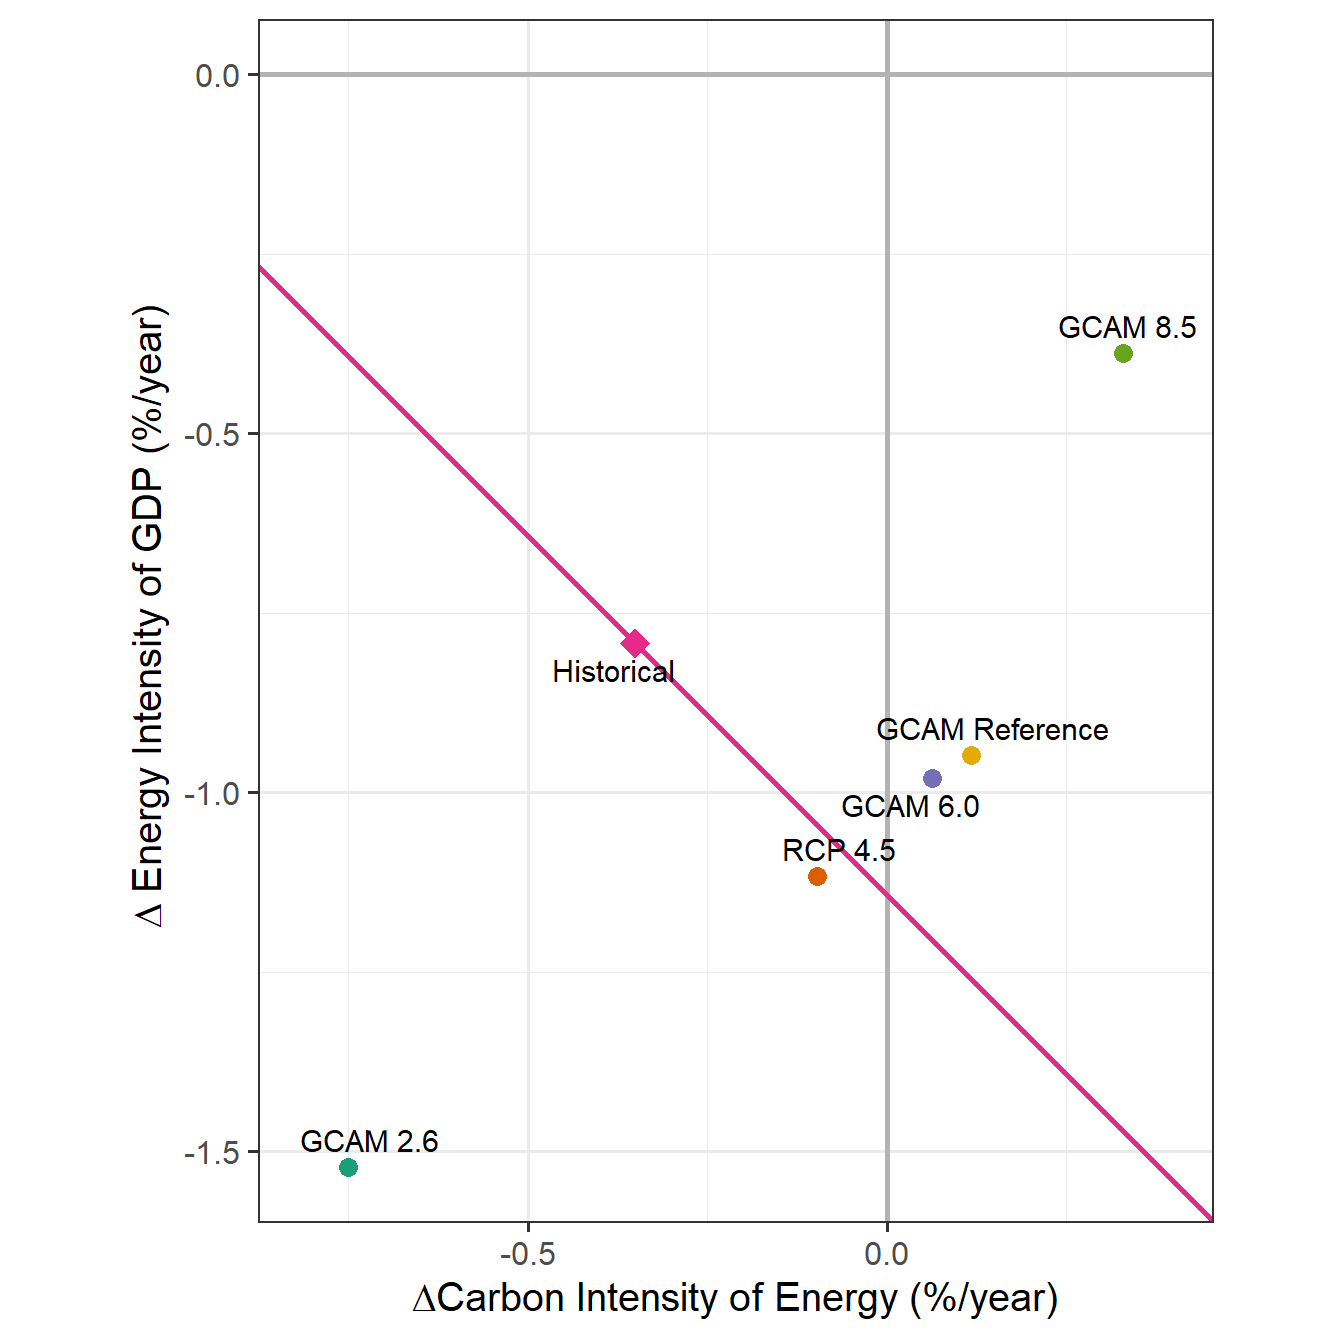 0.0
GCAM 8.5
-0.5
Δ Energy Intensity of GDP (%/year)
Historical
GCAM Reference
-1.0
GCAM 6.0
RCP 4.5
GCAM 2.6
-1.5
-0.5
0.0
ΔCarbon Intensity of Energy (%/year)